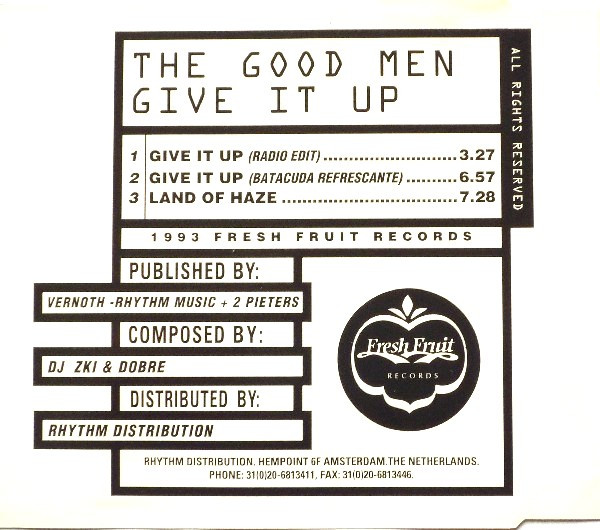 THE GOOD MEN
GIVE IT UP
ALL RIGHTS RESERVED
1 GIVE IT UP (RADIO EDIT) ........................3.27
2 GIVE IT UP (BATACUDA REFRESCANTE) .........6.57
3 LAND OF HAZE ...............................7.28
1993 FRESH FRUIT RECORDS
PUBLISHED BY:
VERNOTH -RHYTHM MUSIC + 2 PIETERS
COMPOSED BY:
DJ ZKI & DOBRE
DISTRIBUTED BY:
RHYTHM DISTRIBUTION
Fresh Fruit
RECORDS
RHYTHM DISTRIBUTION. HEMPOINT 6F AMSTERDAM.THE NETHERLANDS.
PHONE: 31(0)20-6813411, FAX: 31(0)20-6813446.